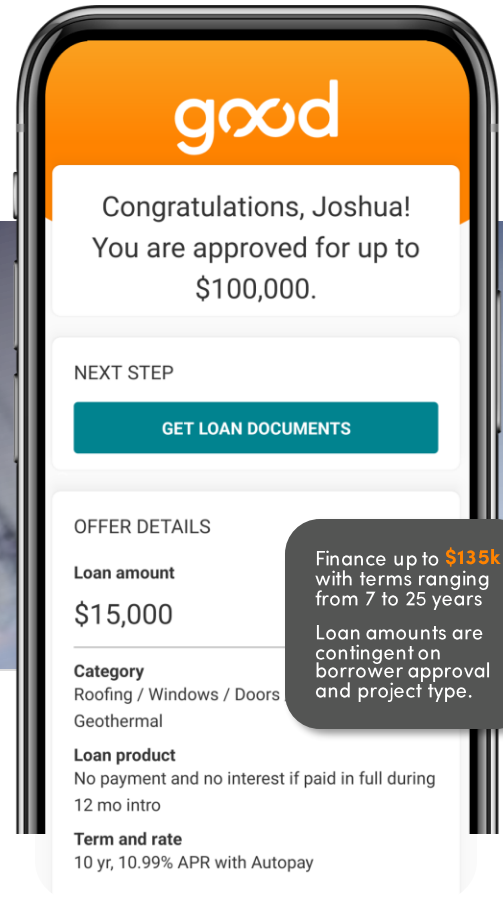 good
Congratulations, Joshua!
You are approved for up to
$100,000.
NEXT STEP
GET LOAN DOCUMENTS
OFFER DETAILS
Loan amount
$15,000
Category
Roofing / Windows / Doors
Geothermal
Loan product
No payment and no interest if paid in full during
12 mo intro
Term and rate
10 yr, 10.99% APR with Autopay
Finance up to $135k
with terms ranging
from 7 to 25 years
Loan amounts are
contingent on
borrower approval
and project type.